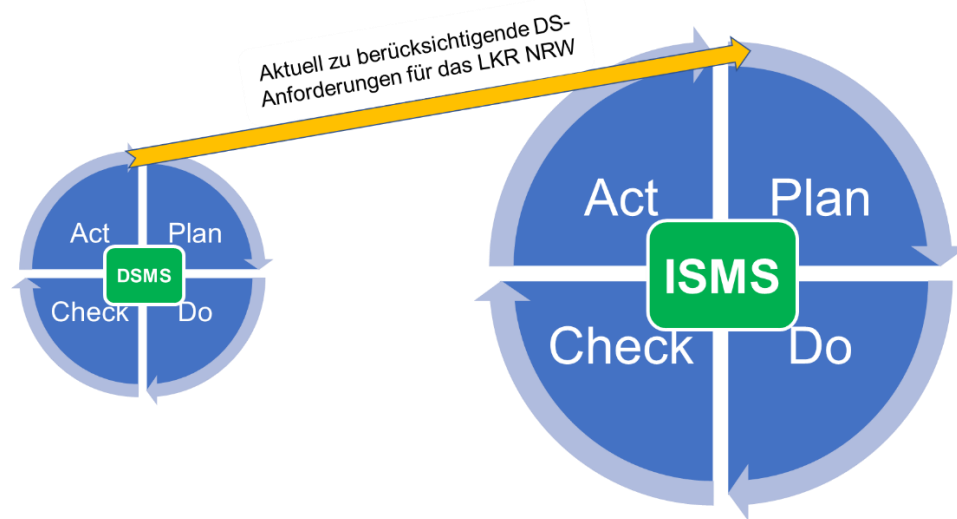 Aktuell zu berücksichtigende DS-
Anforderungen für das LKR NRW
Act
Plan
DSMS
Check
Do
Act
Plan
ISMS
Check
Do